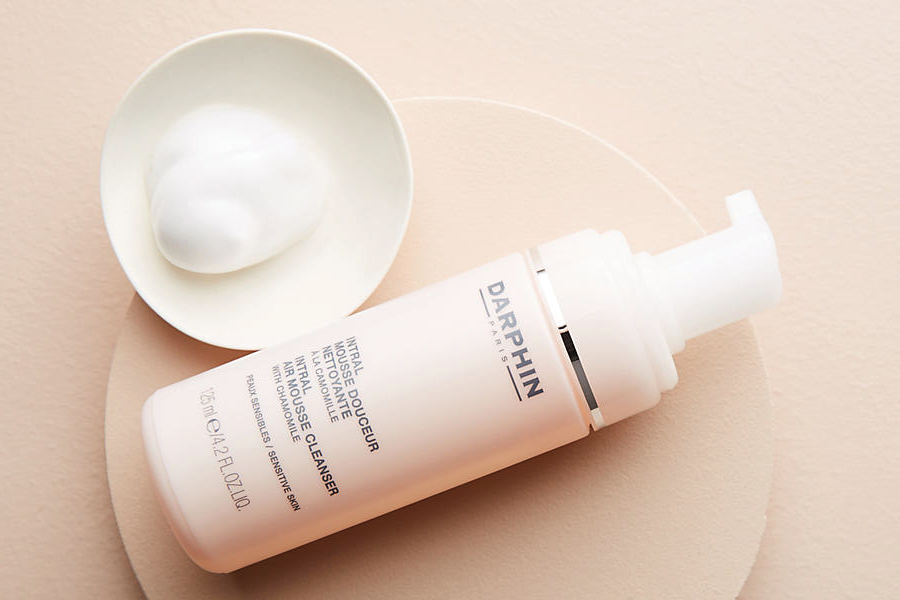 DARPHIN
PARIS
INTRAL
MOUSSE DOUCEUR
NETTOYANTE
À LA CAMOMILLE
INTRAL
AIR MOUSSE CLEANSER
WITH CHAMOMILE
PEAUX SENSIBLES / SENSITIVE SKIN
125 ml ℮/4.2 FL.OZ.LIQ.